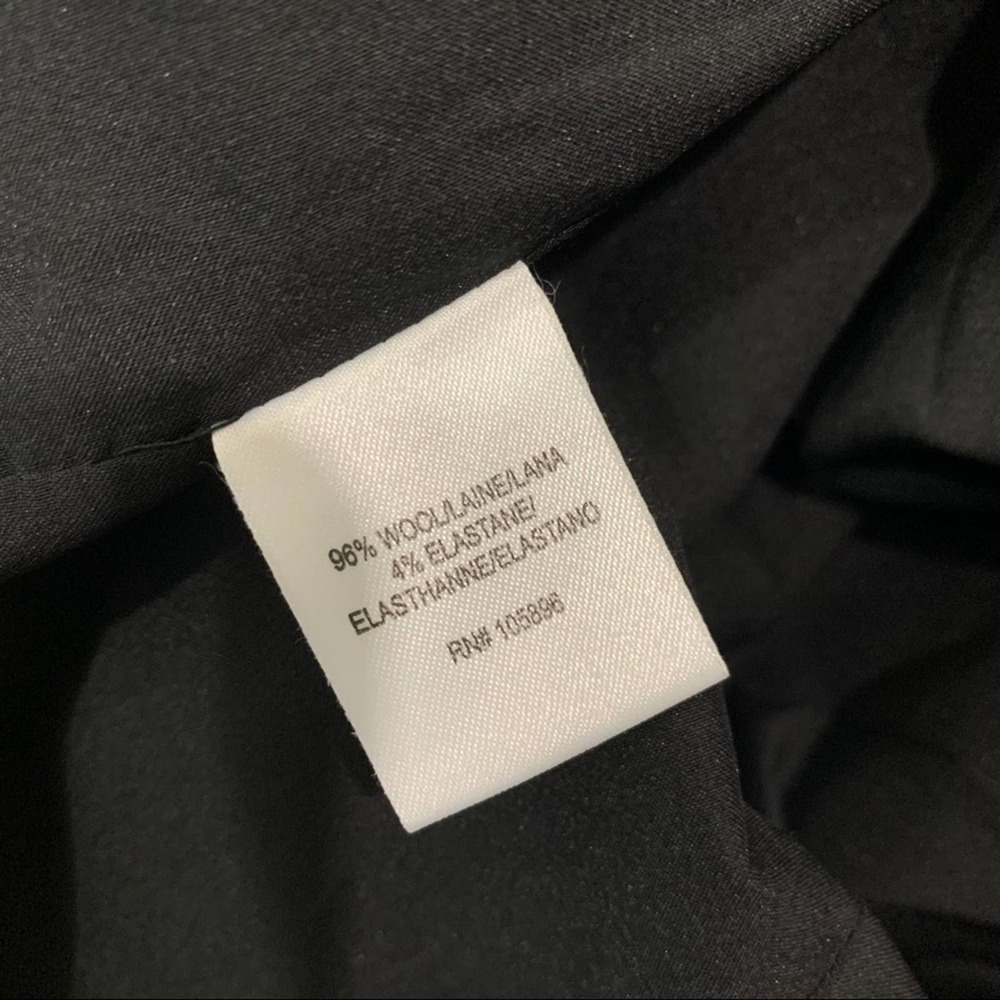 96% WOOL/LAINE/LANA
4% ELASTANE/
ELASTHANNE/ELASTANO
RN# 105896